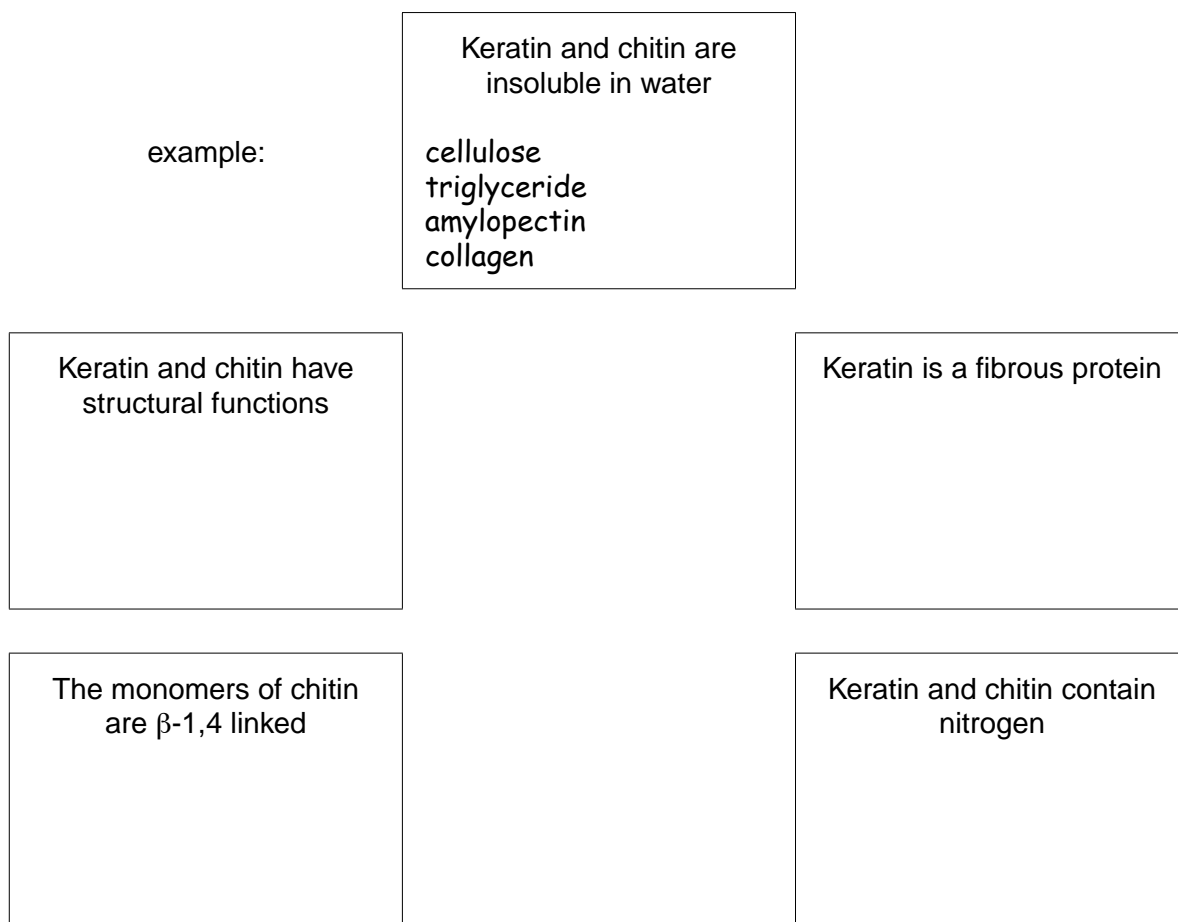 Keratin and chitin are
insoluble in water
example:
cellulose
triglyceride
amylopectin
collagen
Keratin and chitin have
structural functions
Keratin is a fibrous protein
The monomers of chitin
are β-1,4 linked
Keratin and chitin contain
nitrogen